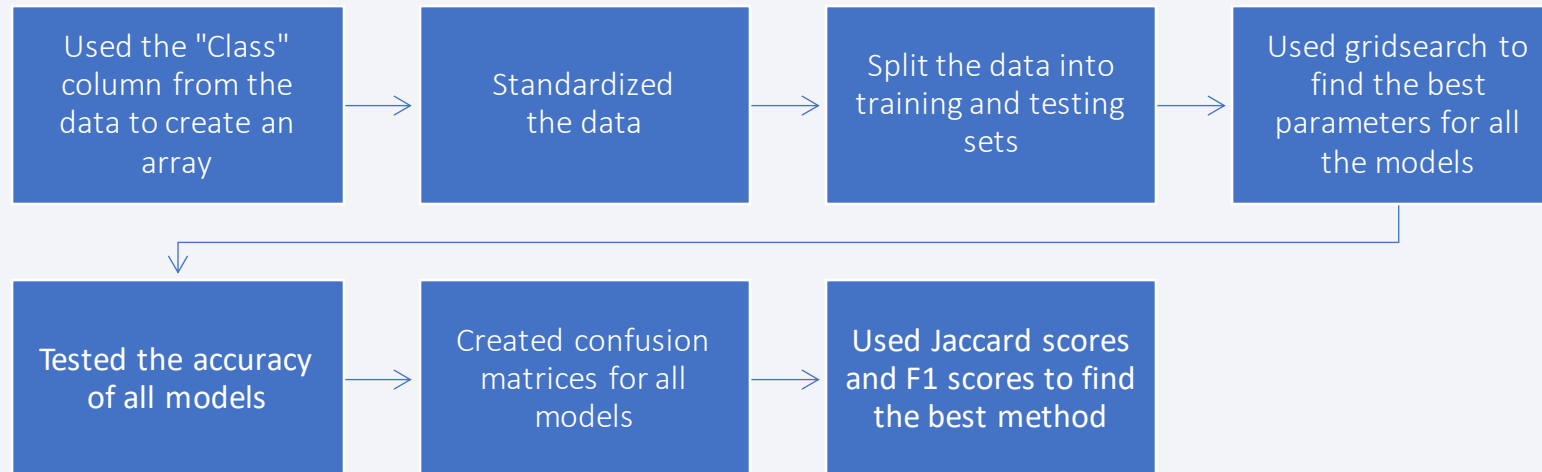 Used the "Class"
column from the
data to create an
array
Standardized
the data
Split the data into
training and testing
sets
Used gridsearch to
find the best
parameters for all
the models
Tested the accuracy
of all models
Created confusion
matrices for all
models
Used Jaccard scores
and F1 scores to find
the best method